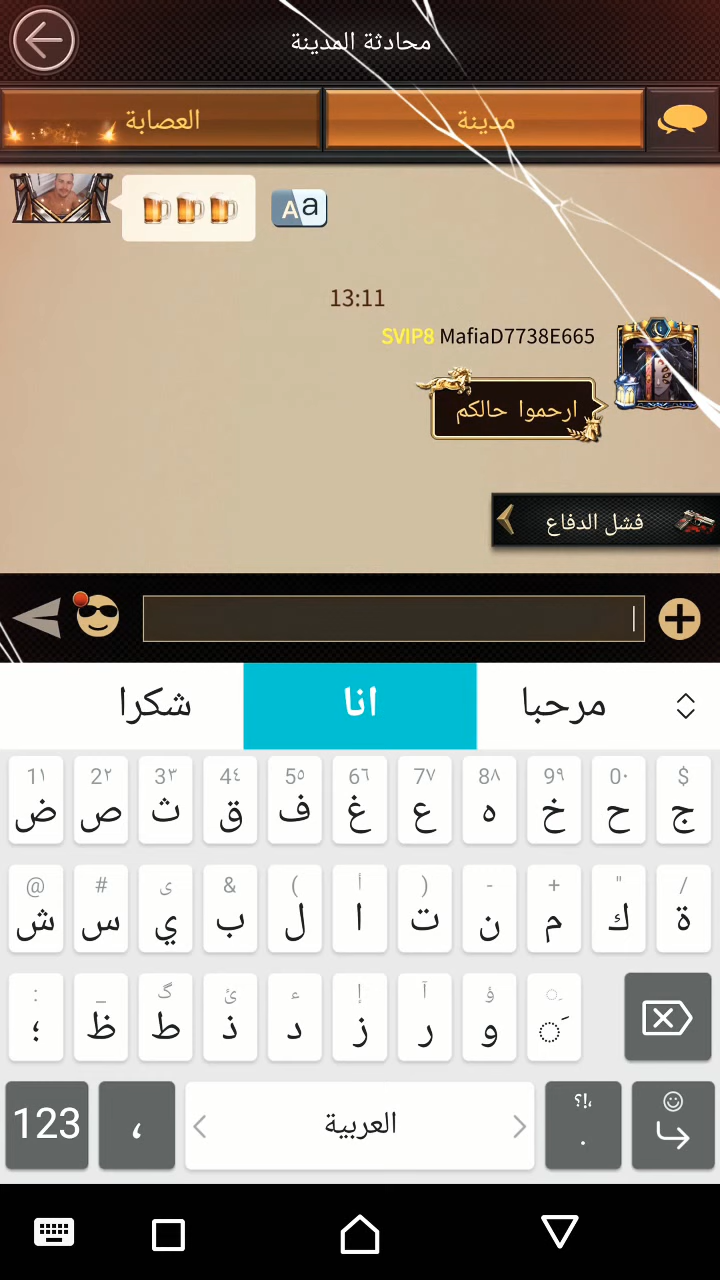 محادثة المدينة
العصابة
مدينة
🍺🍺🍺
Aa
13:11
SVIP8 MafiaD7738E665
ارحموا حالكم
فشل الدفاع
شكرا
انا
مرحبا
1١ 2٢ 3٣ 4٤ 5٥ 6٦ 7٧ 8٨ 9٩ 0٠ $
ض ص ث ق ف غ ع ه خ ح ج
@ # ى & ( أ ) - + " /
ش س ي ب ل ا ت ن م ك ة
: _ گ ئ ء إ آ ؤ
؛ ظ ط ذ د ز ر و
123 ، العربية .
؟!،